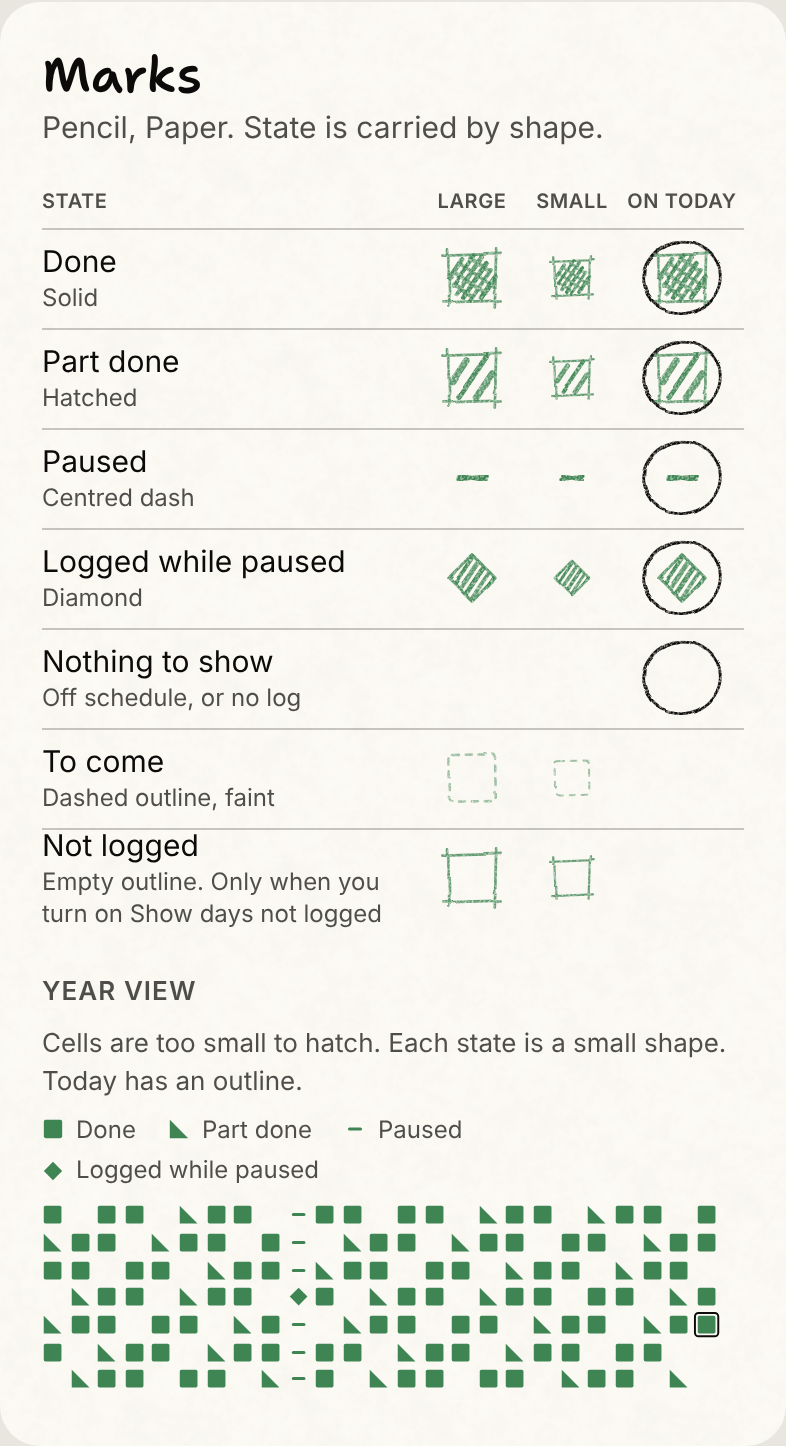 Marks
Pencil, Paper. State is carried by shape.
STATE LARGE SMALL ON TODAY
Done
Solid
Part done
Hatched
Paused
Centred dash
Logged while paused
Diamond
Nothing to show
Off schedule, or no log
To come
Dashed outline, faint
Not logged
Empty outline. Only when you
turn on Show days not logged
YEAR VIEW
Cells are too small to hatch. Each state is a small shape.
Today has an outline.
Done Part done Paused
Logged while paused